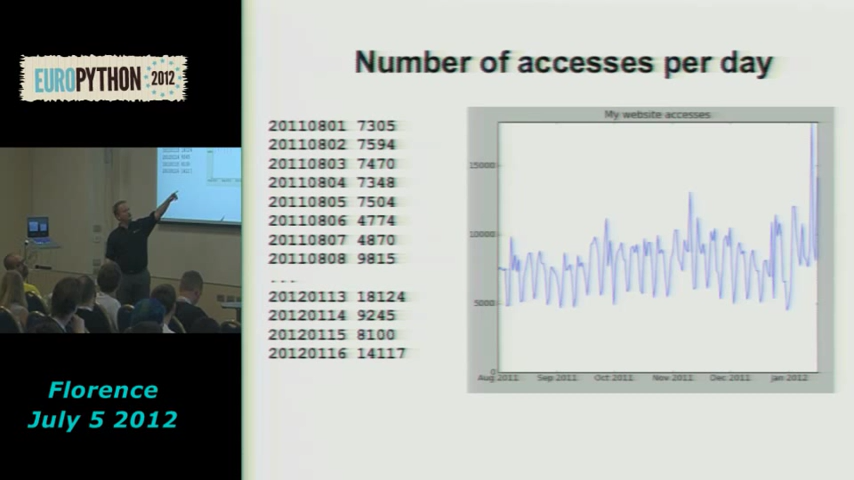 EUROPYTHON 2012
Florence
July 5 2012
Number of accesses per day
20110801 7305
20110802 7594
20110803 7470
20110804 7348
20110805 7504
20110806 4774
20110807 4870
20110808 9815
...
20120113 18124
20120114 9245
20120115 8100
20120116 14117
My website accesses
15000
10000
5000
0
Aug 2011 Sep 2011 Oct 2011 Nov 2011 Dec 2011 Jan 2012